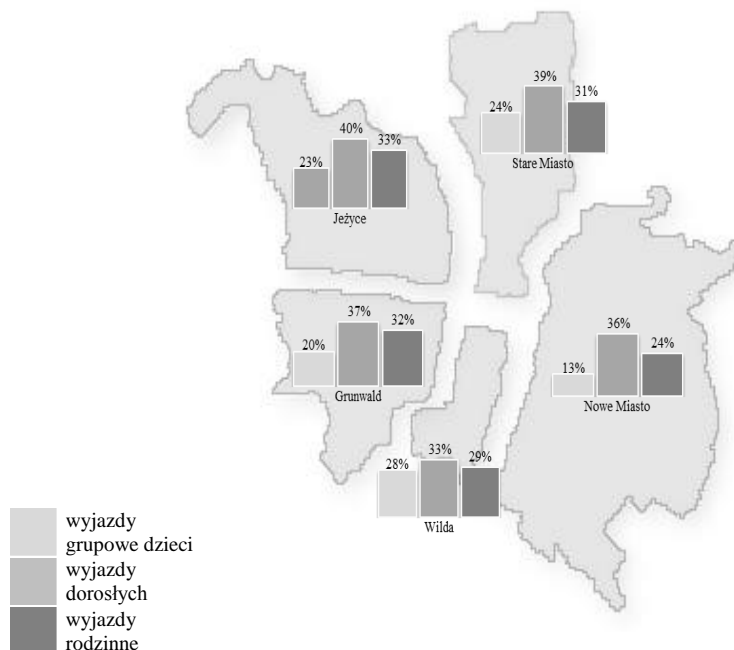 39%
24%
31%
Stare Miasto
40%
23%
33%
Jeżyce
37%
20%
32%
Grunwald
36%
13%
24%
Nowe Miasto
28%
33%
29%
Wilda
wyjazdy
grupowe dzieci
wyjazdy
dorosłych
wyjazdy
rodzinne